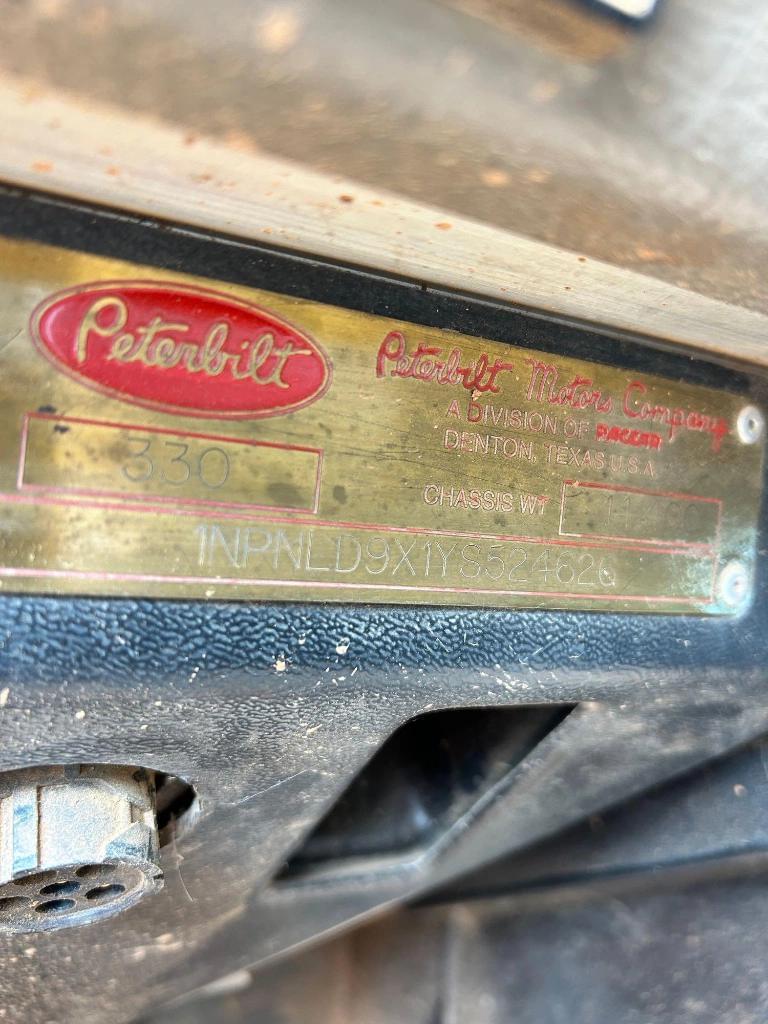 Peterbilt
Peterbilt Motors Company
A DIVISION OF PACCAR
DENTON, TEXAS U.S.A.
330
CHASSIS WT
1NPNLD9X1YS524626